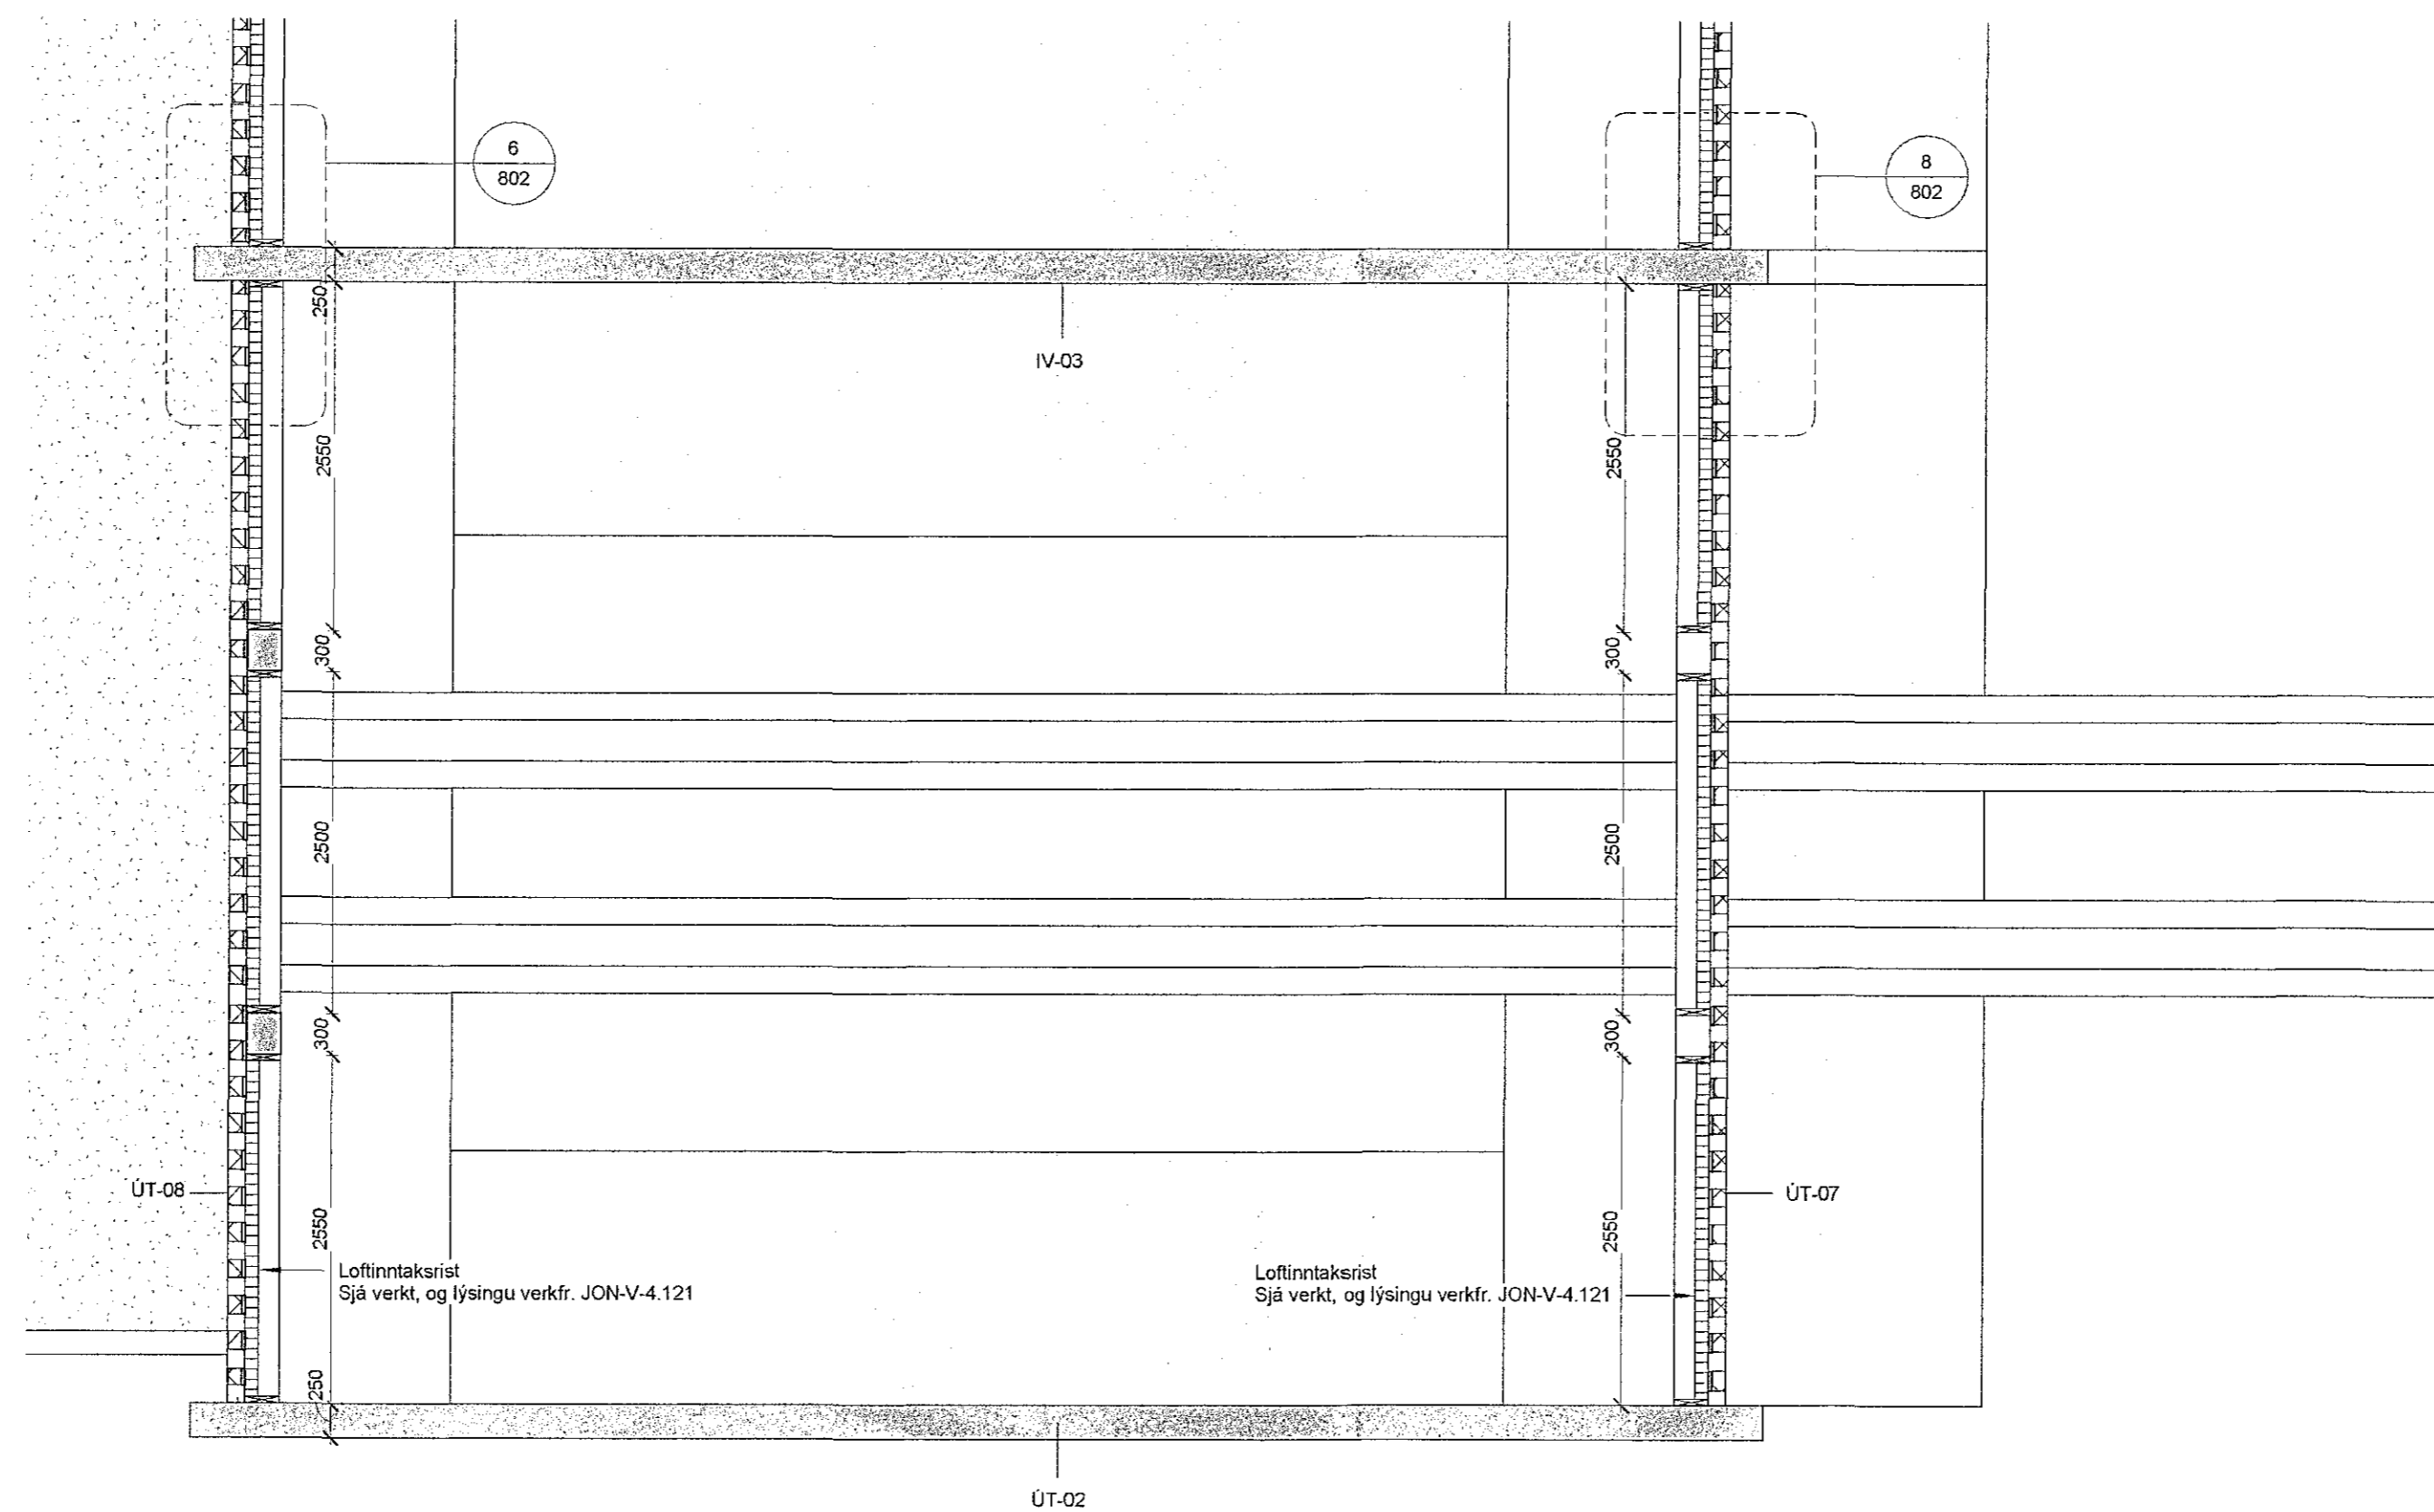 6
802
8
802
250
IV-03
2550
2550
300
300
2500
2500
300
300
ÚT-08
ÚT-07
2550
2550
Loftinntaksrist
Sjá verkt, og lýsingu verkfr. JON-V-4.121
Loftinntaksrist
Sjá verkt, og lýsingu verkfr. JON-V-4.121
250
ÚT-02